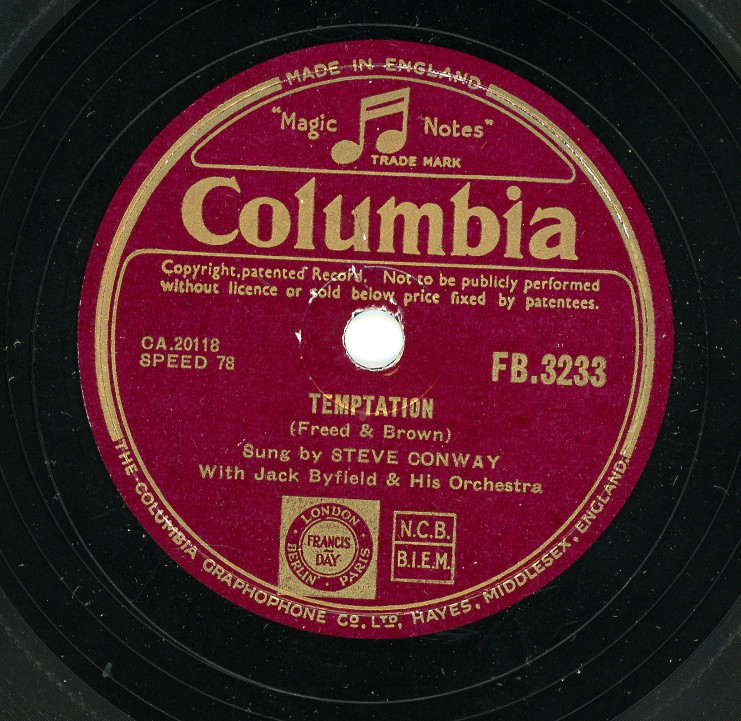 MADE IN ENGLAND
"Magic Notes"
TRADE MARK
Columbia
Copyright, patented Record. Not to be publicly performed
without licence or sold below price fixed by patentees.
CA.20118
SPEED 78
FB.3233
TEMPTATION
(Freed & Brown)
Sung by STEVE CONWAY
With Jack Byfield & His Orchestra
LONDON
FRANCIS
DAY
BERLIN · PARIS
N.C.B.
B.I.E.M.
THE COLUMBIA GRAPHOPHONE CO, LTD, HAYES, MIDDLESEX, ENGLAND.